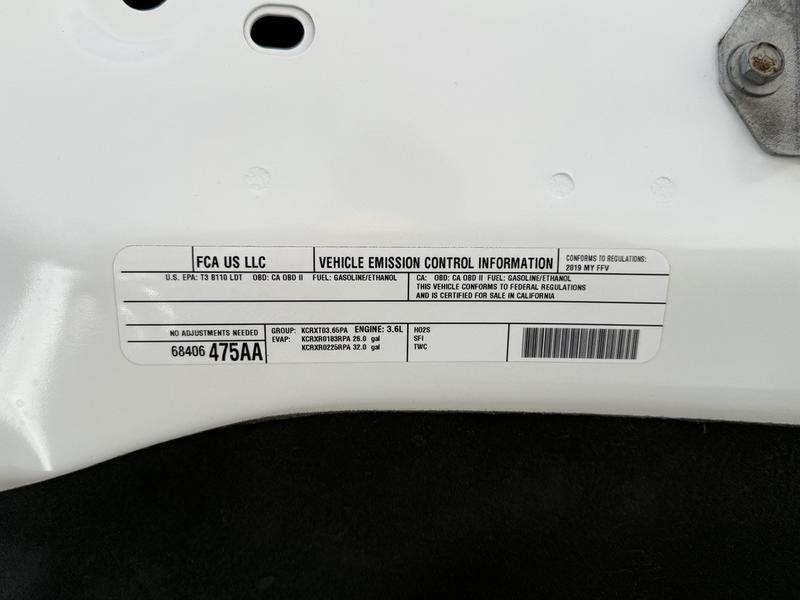 FCA US LLC
VEHICLE EMISSION CONTROL INFORMATION
CONFORMS TO REGULATIONS:
2019 MY FFV
U.S. EPA: T3 B110 LDT OBD: CA OBD II FUEL: GASOLINE/ETHANOL
CA: OBD: CA OBD II FUEL: GASOLINE/ETHANOL
THIS VEHICLE CONFORMS TO FEDERAL REGULATIONS
AND IS CERTIFIED FOR SALE IN CALIFORNIA
NO ADJUSTMENTS NEEDED
68406 475AA
GROUP: KCRXT03.65PA ENGINE: 3.6L
EVAP: KCRXR0183RPA 26.0 gal
KCRXR0225RPA 32.0 gal
HO2S
SFI
TWC